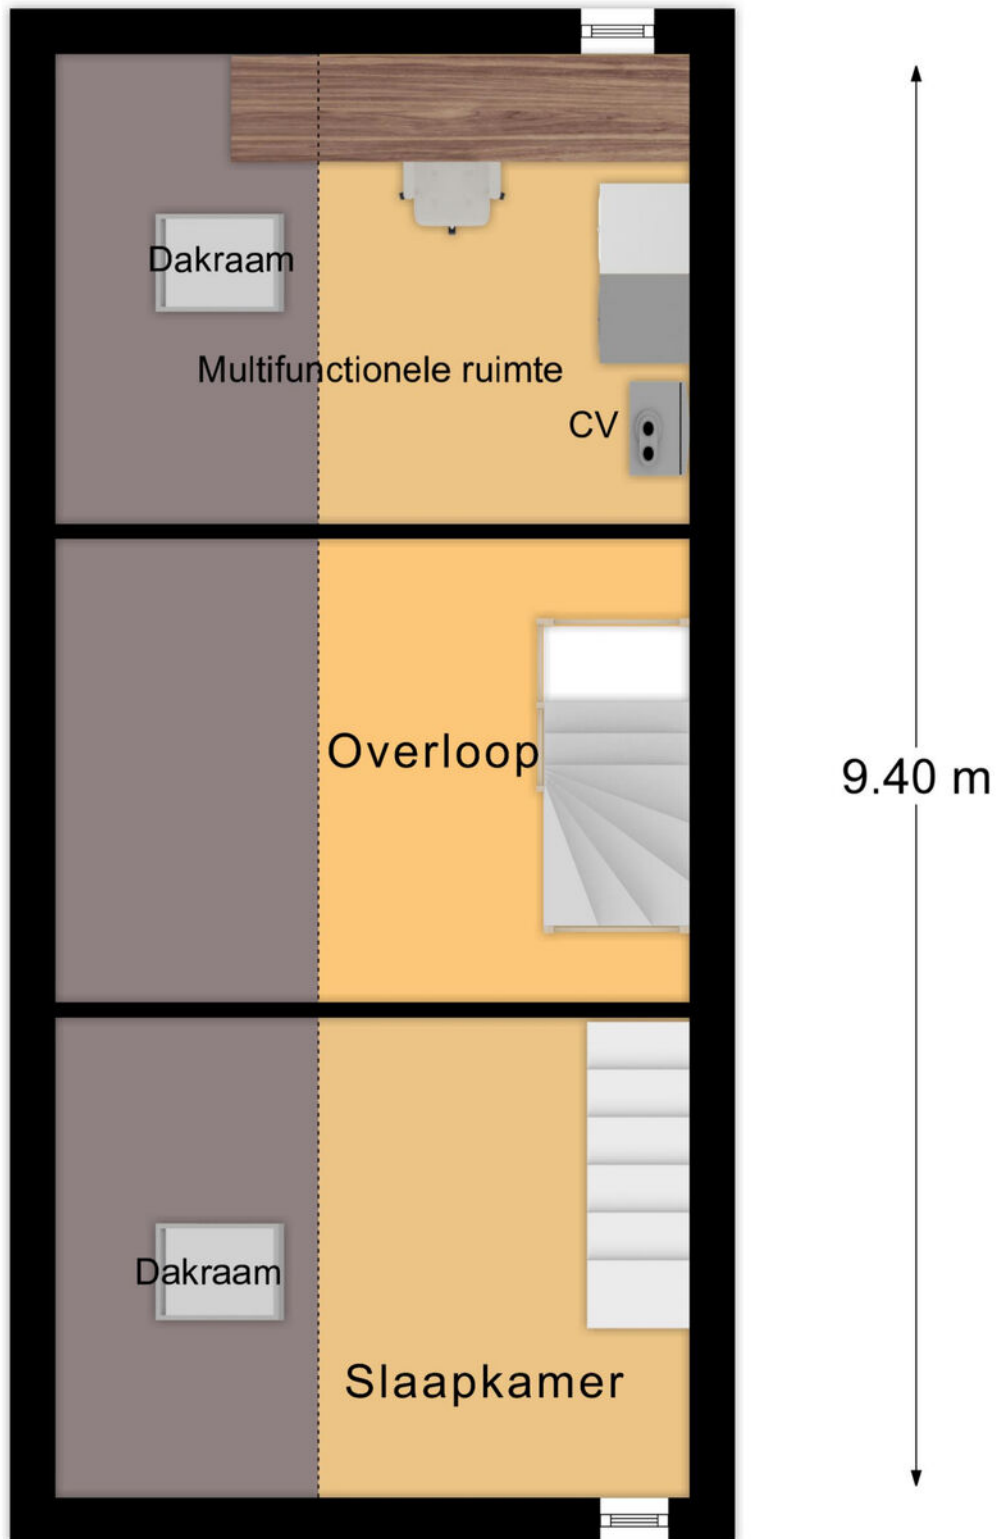 Dakraam
Multifunctionele ruimte
CV
Overloop
9.40 m
Dakraam
Slaapkamer